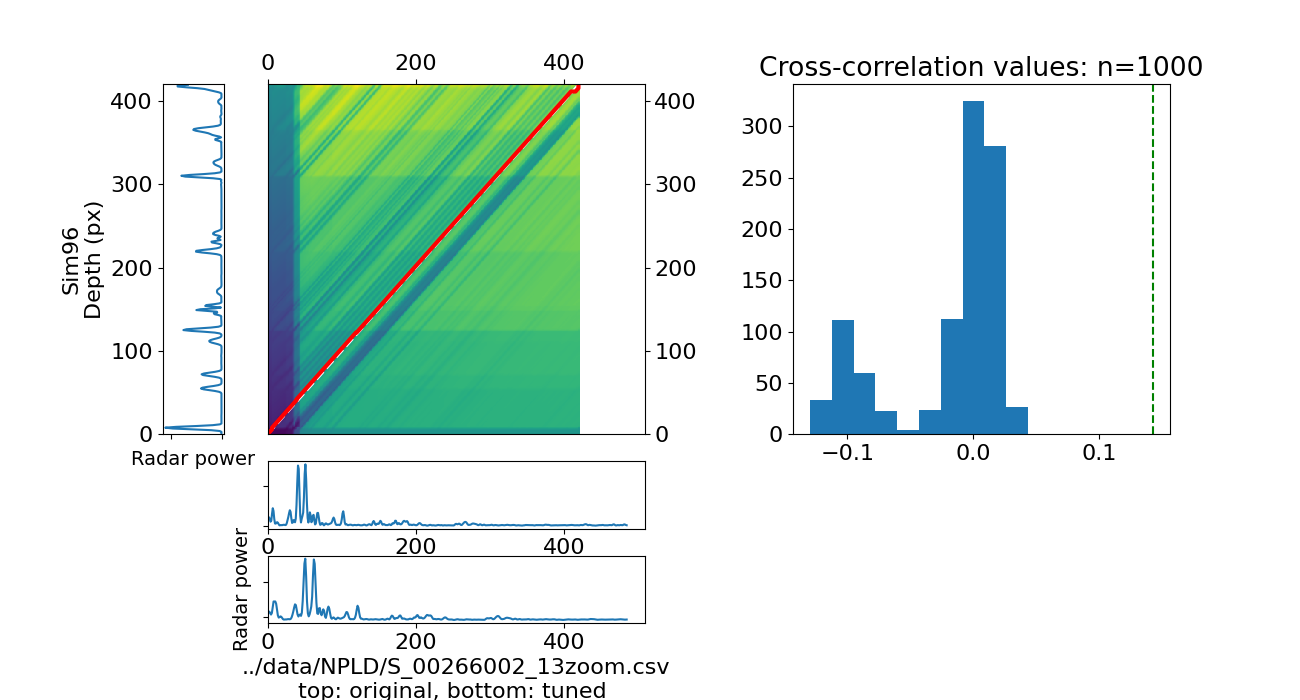 0 200 400
Cross-correlation values: n=1000
400 400
300 300
200 200
100 100
0 0
Sim96
Depth (px)
Radar power
300
250
200
150
100
50
0
−0.1 0.0 0.1
0 200 400
Radar power
0 200 400
../data/NPLD/S_00266002_13zoom.csv
top: original, bottom: tuned